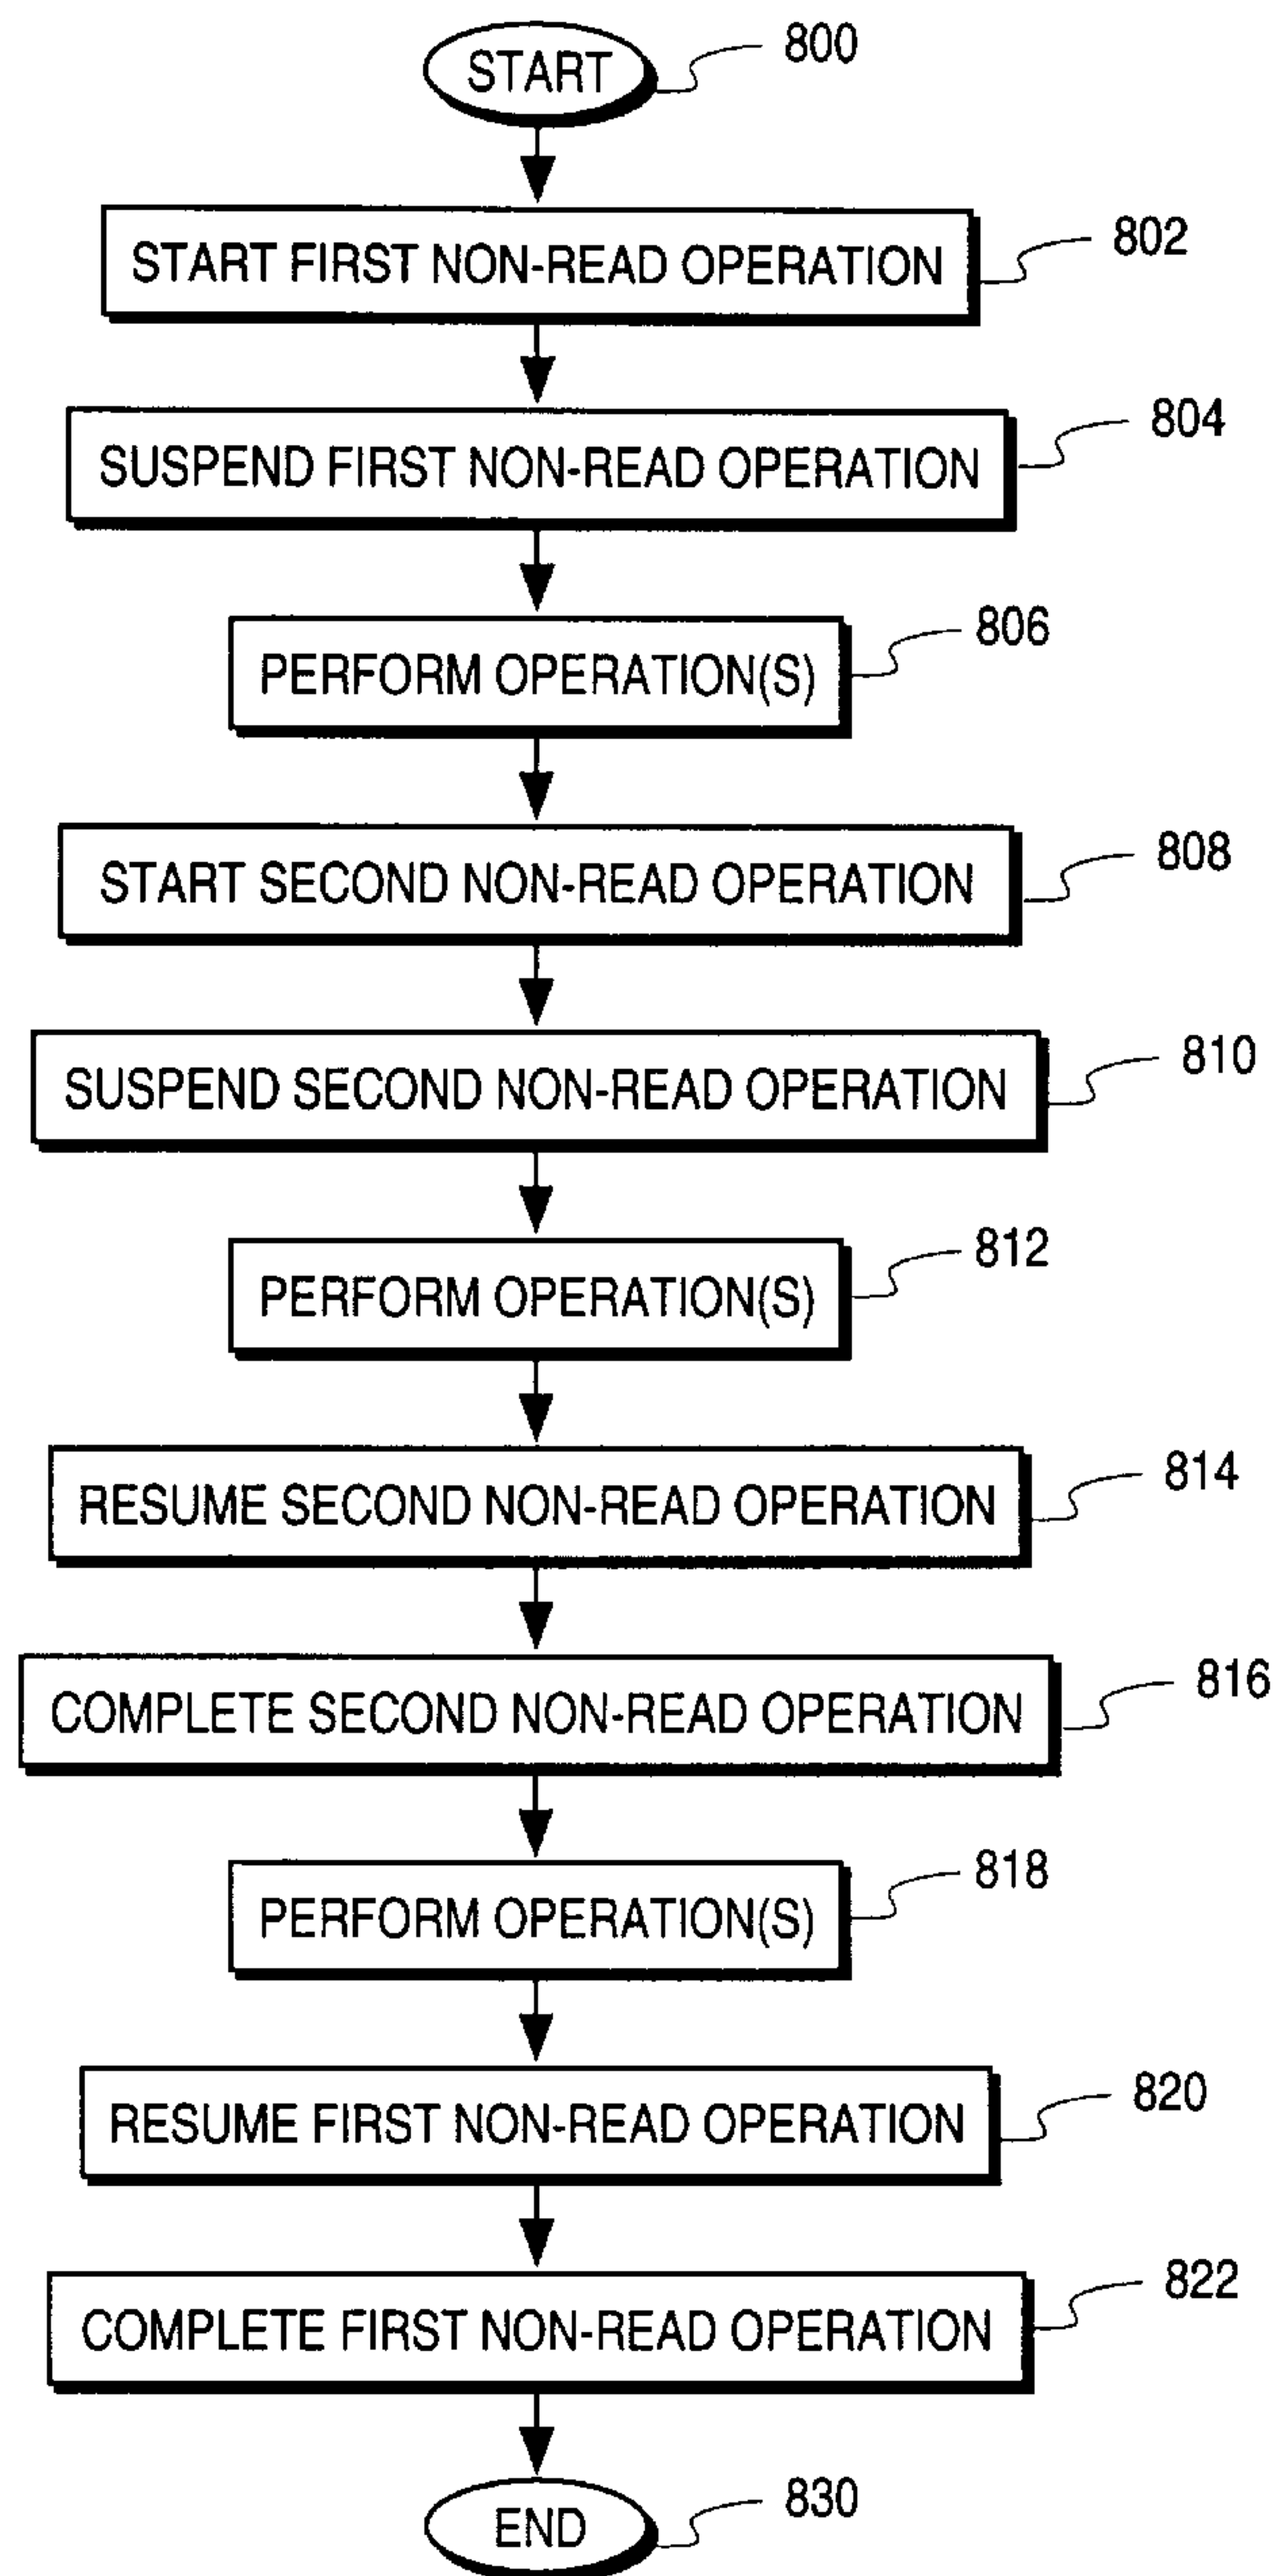 START
800
START FIRST NON-READ OPERATION
802
SUSPEND FIRST NON-READ OPERATION
804
PERFORM OPERATION(S)
806
START SECOND NON-READ OPERATION
808
SUSPEND SECOND NON-READ OPERATION
810
PERFORM OPERATION(S)
812
RESUME SECOND NON-READ OPERATION
814
COMPLETE SECOND NON-READ OPERATION
816
PERFORM OPERATION(S)
818
RESUME FIRST NON-READ OPERATION
820
COMPLETE FIRST NON-READ OPERATION
822
END
830